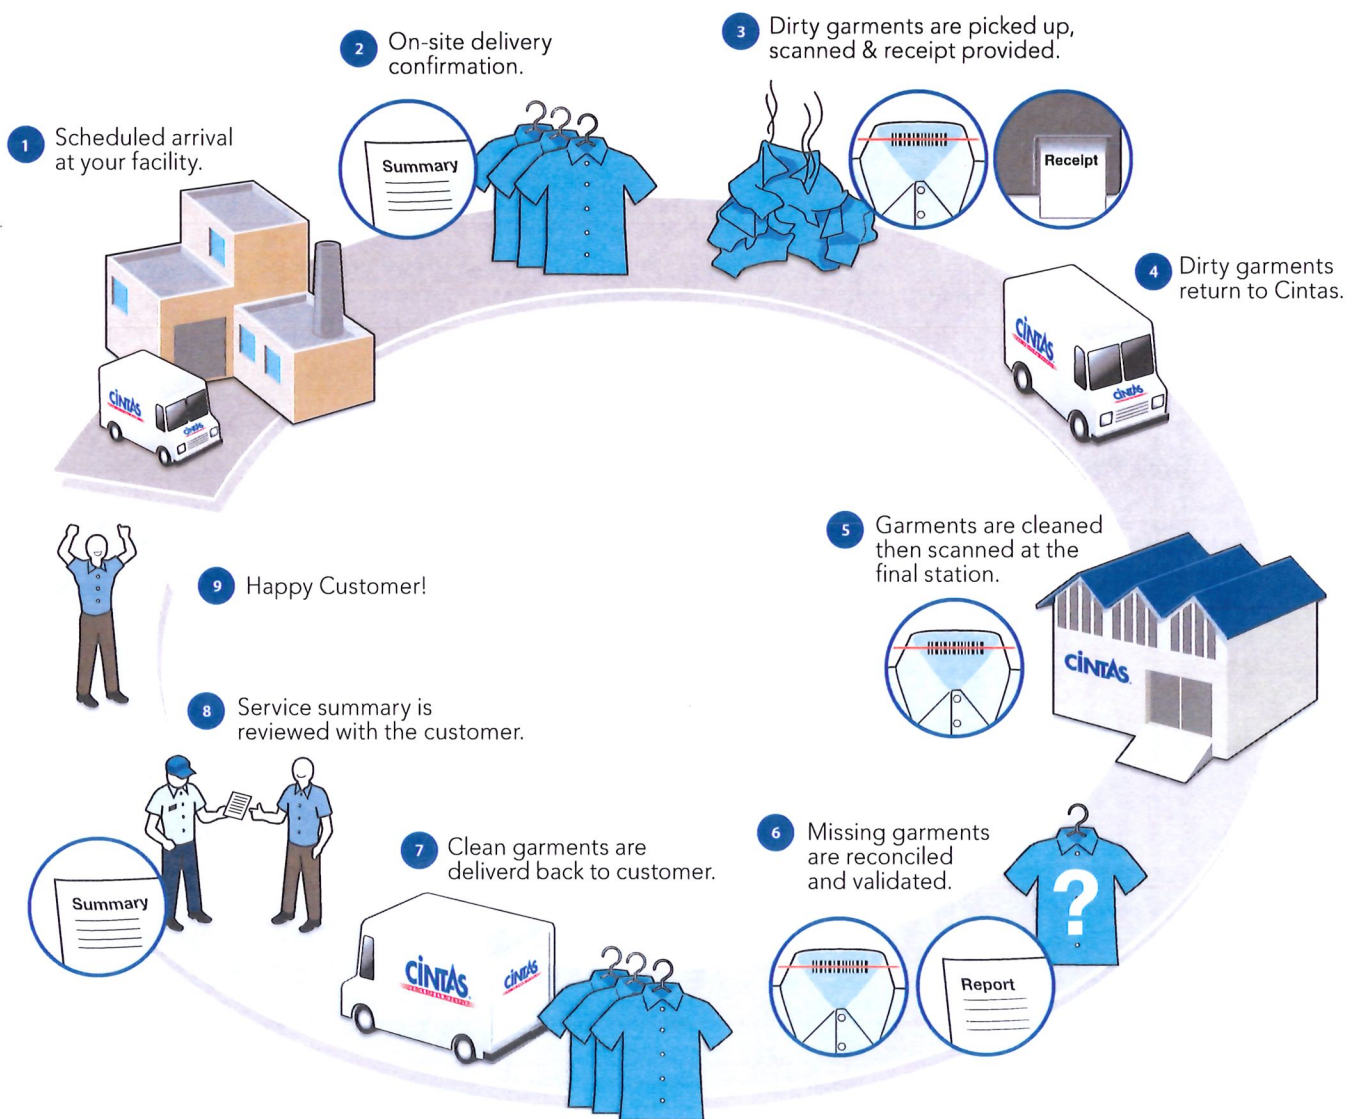 1
Scheduled arrival
at your facility.
2
On-site delivery
confirmation.
Summary
3
Dirty garments are picked up,
scanned & receipt provided.
Receipt
4
Dirty garments
return to Cintas.
CINTAS
CINTAS
CINTAS
CINTAS
5
Garments are cleaned
then scanned at the
final station.
CINTAS
6
Missing garments
are reconciled
and validated.
?
Report
7
Clean garments are
deliverd back to customer.
CINTAS
CINTAS
8
Service summary is
reviewed with the customer.
Summary
9
Happy Customer!